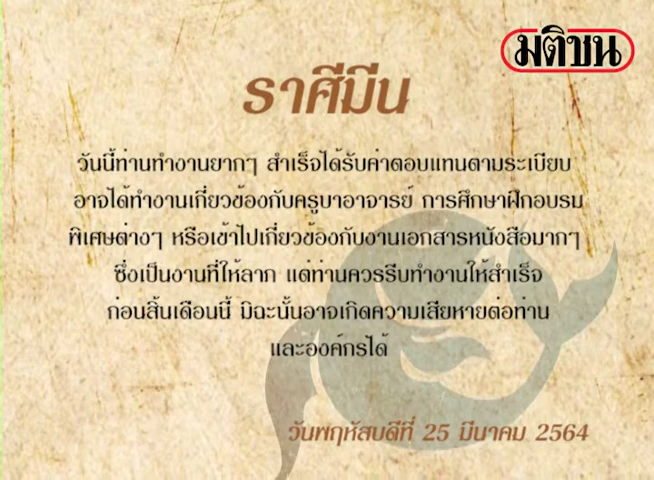 มติชน
ราศีมีน
วันนี้ท่านทำงานยากๆ สำเร็จได้รับค่าตอบแทนตามระเบียบ
อาจได้ทำงานเกี่ยวข้องกับครูบาอาจารย์ การศึกษาฝึกอบรม
พิเศษต่างๆ หรือเข้าไปเกี่ยวข้องกับงานเอกสารหนังสือมากๆ
ซึ่งเป็นงานที่ให้ลาภ แต่ท่านควรรีบทำงานให้สำเร็จ
ก่อนสิ้นเดือนนี้ มิฉะนั้นอาจเกิดความเสียหายต่อท่าน
และองค์กรได้
วันพฤหัสบดีที่ 25 มีนาคม 2564